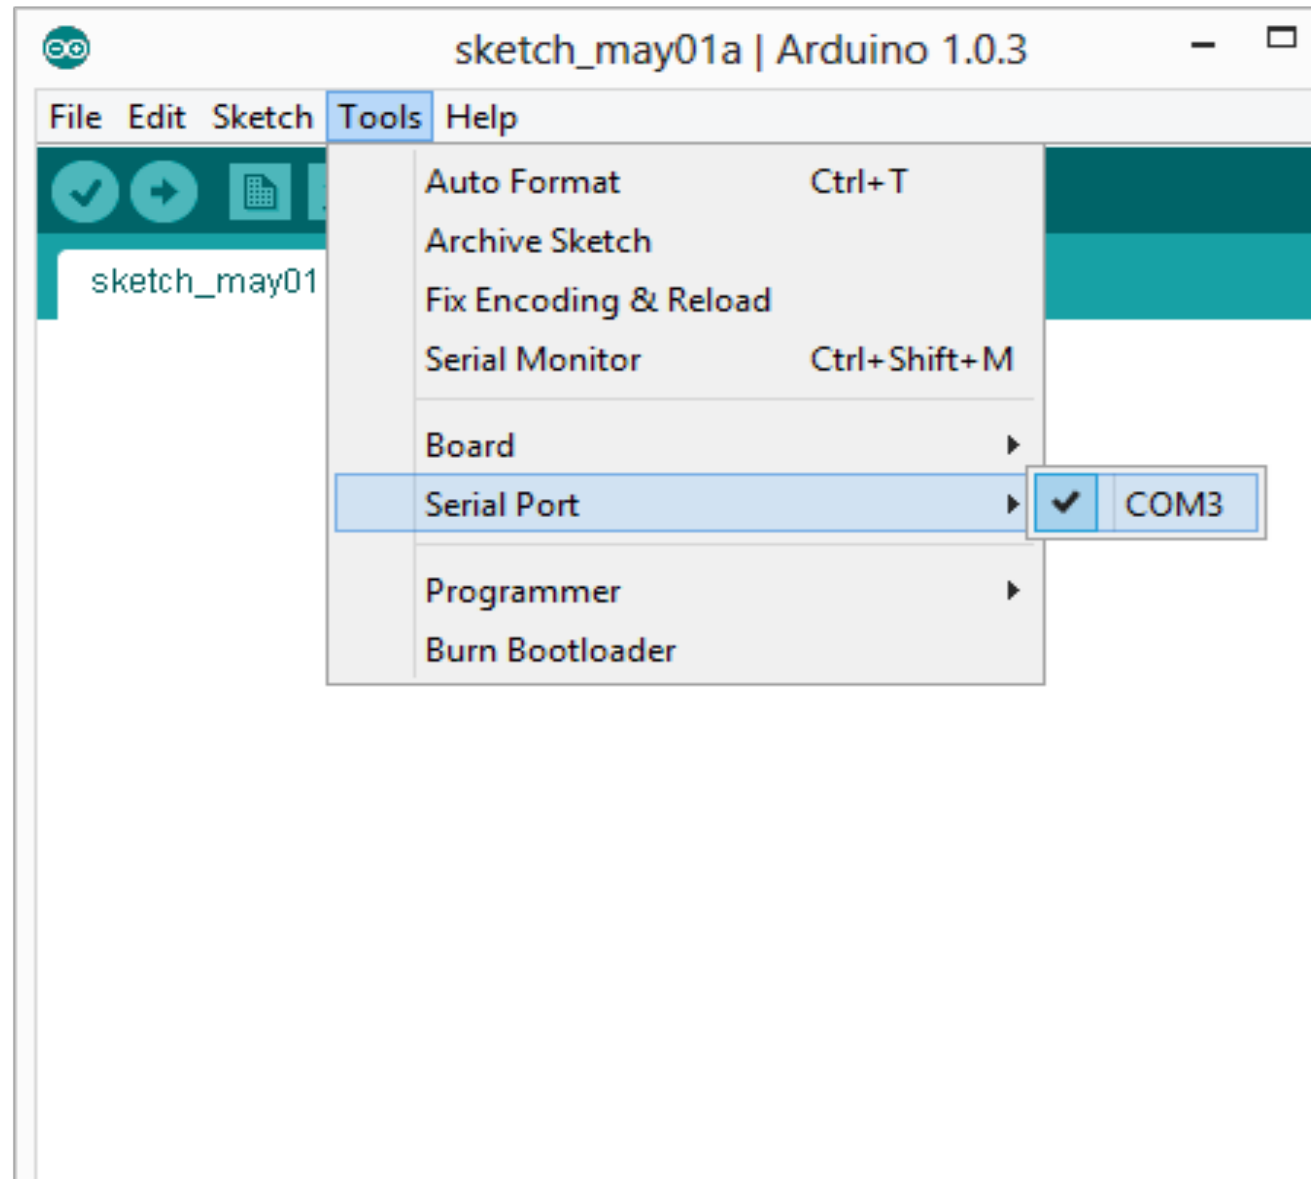 sketch_may01a | Arduino 1.0.3
File Edit Sketch Tools Help
sketch_may01
Auto Format Ctrl+T
Archive Sketch
Fix Encoding & Reload
Serial Monitor Ctrl+Shift+M
Board
Serial Port
COM3
Programmer
Burn Bootloader